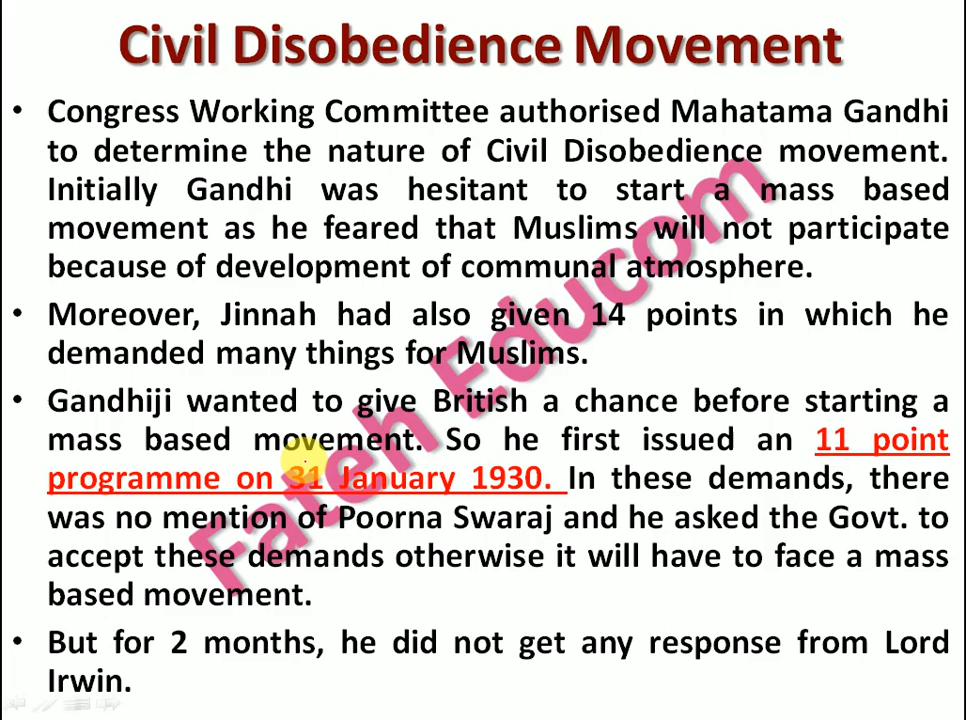 Civil Disobedience Movement
• Congress Working Committee authorised Mahatama Gandhi
to determine the nature of Civil Disobedience movement.
Initially Gandhi was hesitant to start a mass based
movement as he feared that Muslims will not participate
because of development of communal atmosphere.
• Moreover, Jinnah had also given 14 points in which he
demanded many things for Muslims.
• Gandhiji wanted to give British a chance before starting a
mass based movement. So he first issued an 11 point
programme on 31 January 1930. In these demands, there
was no mention of Poorna Swaraj and he asked the Govt. to
accept these demands otherwise it will have to face a mass
based movement.
• But for 2 months, he did not get any response from Lord
Irwin.
Fateh Educom